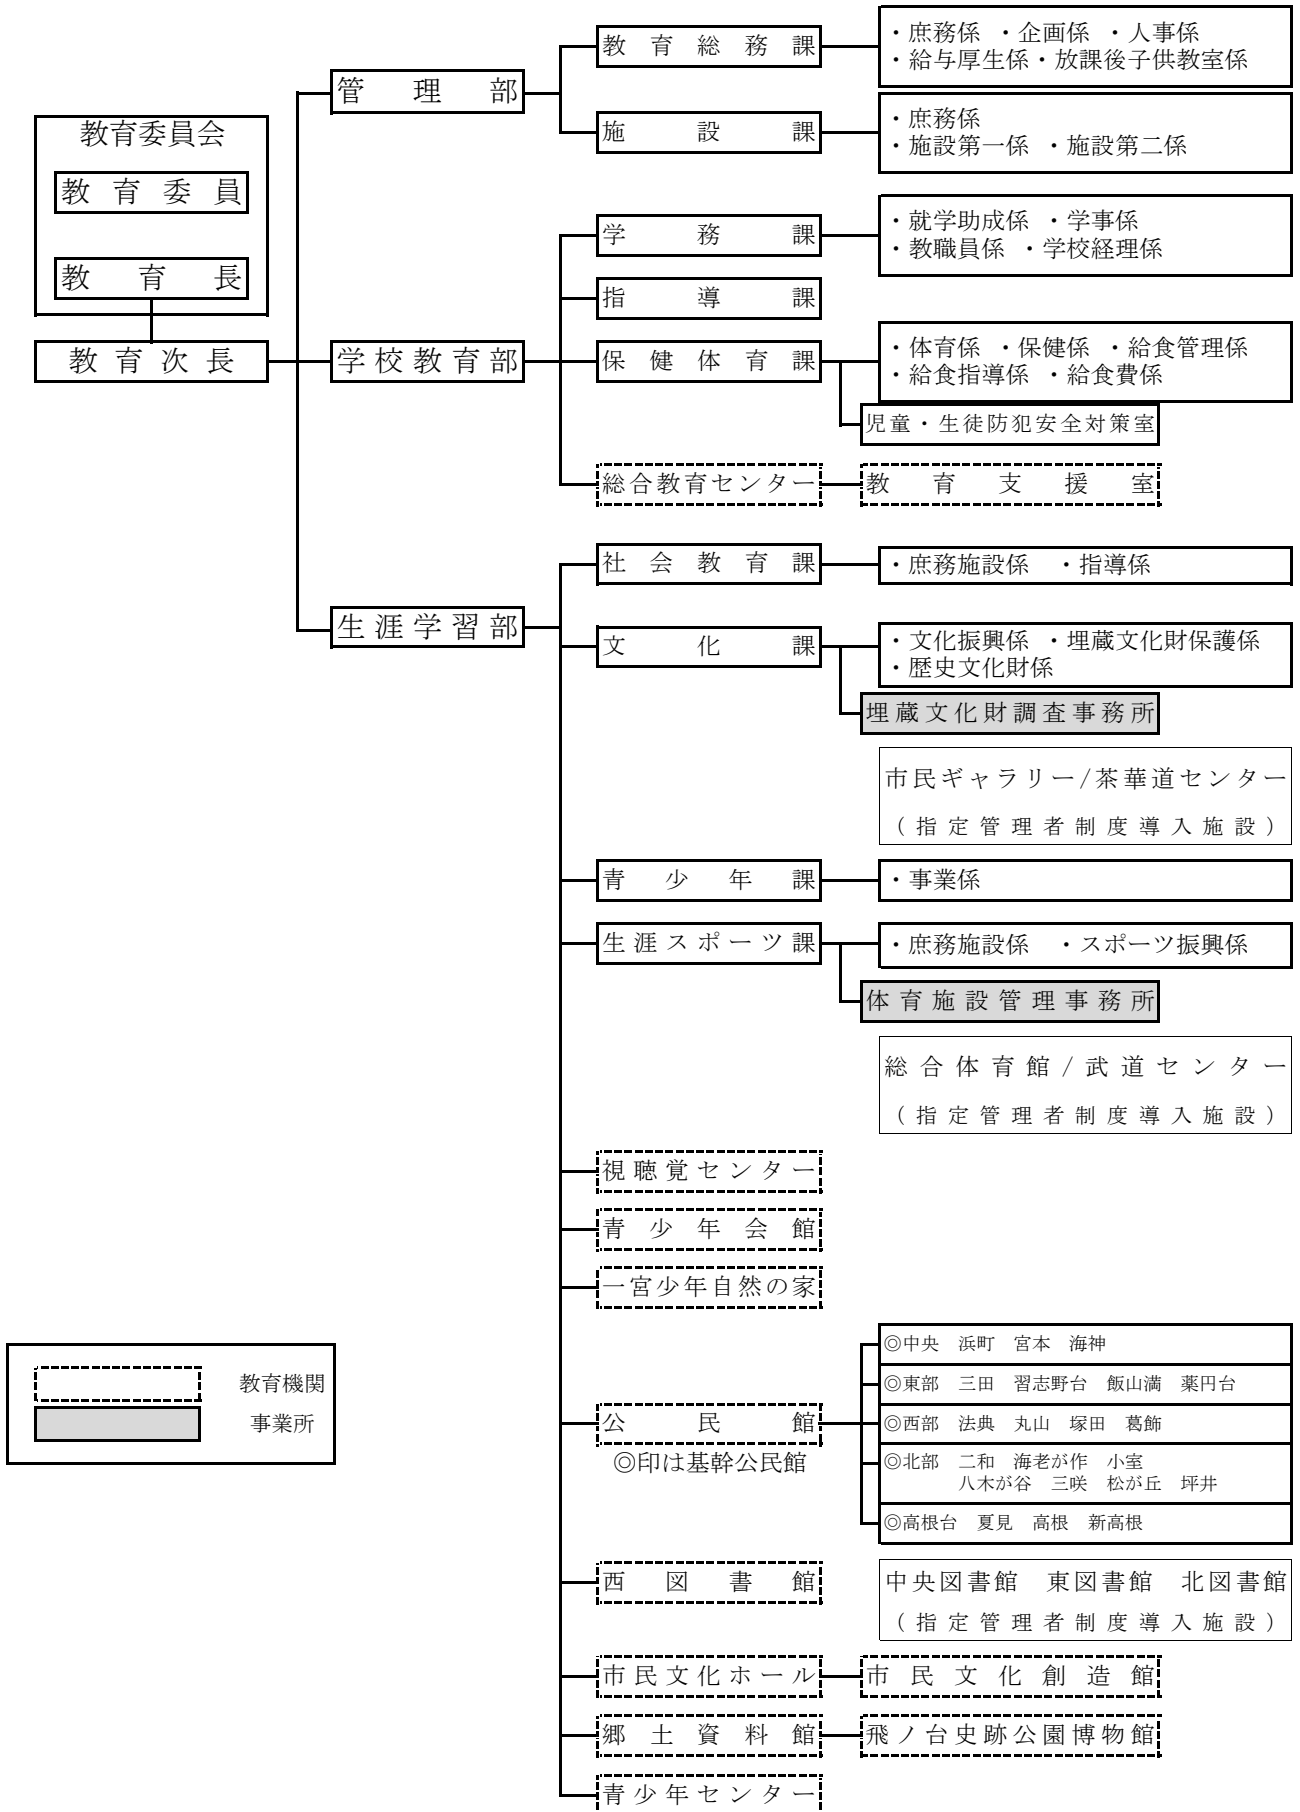 教育委員会
教育委員
教育長
教育次長
管理部
教育総務課
・庶務係 ・企画係 ・人事係
・給与厚生係・放課後子供教室係
施設課
・庶務係
・施設第一係 ・施設第二係
学校教育部
学務課
・就学助成係 ・学事係
・教職員係 ・学校経理係
指導課
保健体育課
・体育係 ・保健係 ・給食管理係
・給食指導係 ・給食費係
児童・生徒防犯安全対策室
総合教育センター
教育支援室
生涯学習部
社会教育課
・庶務施設係 ・指導係
文化課
・文化振興係 ・埋蔵文化財保護係
・歴史文化財係
埋蔵文化財調査事務所
市民ギャラリー/茶華道センター
（指定管理者制度導入施設）
青少年課
・事業係
生涯スポーツ課
・庶務施設係 ・スポーツ振興係
体育施設管理事務所
総合体育館/武道センター
（指定管理者制度導入施設）
視聴覚センター
青少年会館
一宮少年自然の家
公民館
◎印は基幹公民館
◎中央 浜町 宮本 海神
◎東部 三田 習志野台 飯山満 薬円台
◎西部 法典 丸山 塚田 葛飾
◎北部 二和 海老が作 小室
八木が谷 三咲 松が丘 坪井
◎高根台 夏見 高根 新高根
西図書館
中央図書館 東図書館 北図書館
（指定管理者制度導入施設）
市民文化ホール
市民文化創造館
郷土資料館
飛ノ台史跡公園博物館
青少年センター
教育機関
事業所